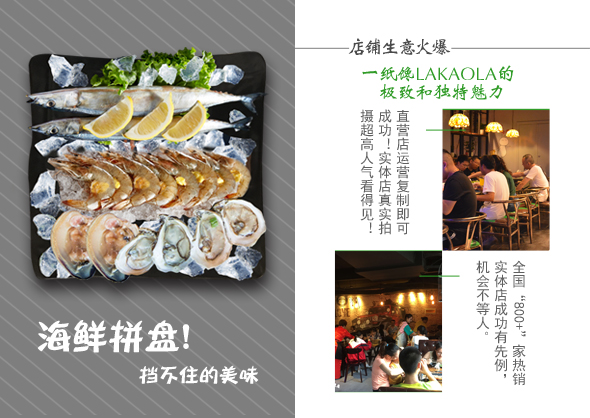 海鲜拼盘!
挡不住的美味
店铺生意火爆
一纸馋LAKAOLA的
极致和独特魅力
直营店运营复制即可
成功！实体店真实拍
摄超高人气看得见！
全国“800+”家热销
实体店成功有先例，
机会不等人。